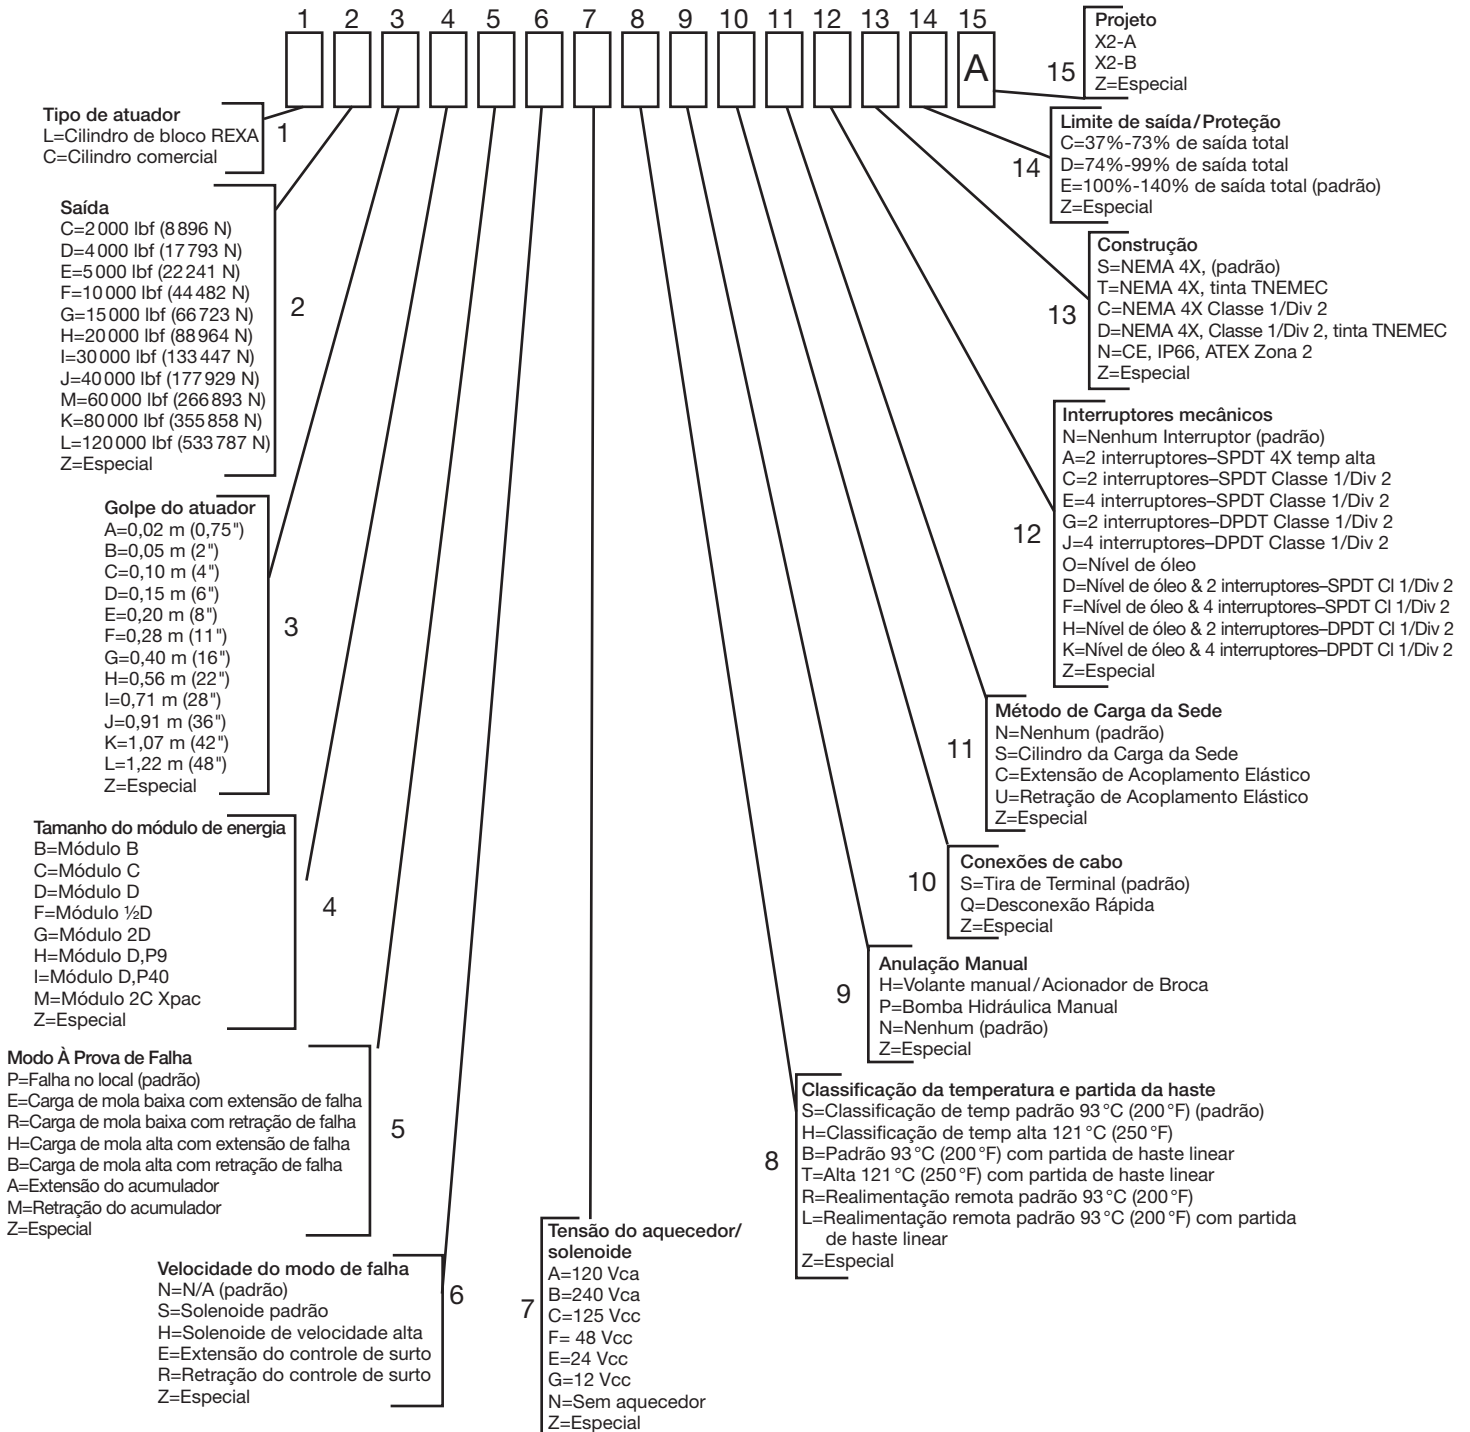 1 2 3 4 5 6 7 8 9 10 11 12 13 14 15
A
Tipo de atuador
L=Cilindro de bloco REXA
C=Cilindro comercial
1
Saída
C=2 000 lbf (8 896 N)
D=4 000 lbf (17 793 N)
E=5 000 lbf (22 241 N)
F=10 000 lbf (44 482 N)
G=15 000 lbf (66 723 N)
H=20 000 lbf (88 964 N)
I=30 000 lbf (133 447 N)
J=40 000 lbf (177 929 N)
M=60 000 lbf (266 893 N)
K=80 000 lbf (355 858 N)
L=120 000 lbf (533 787 N)
Z=Especial
2
Golpe do atuador
A=0,02 m (0,75")
B=0,05 m (2")
C=0,10 m (4")
D=0,15 m (6")
E=0,20 m (8")
F=0,28 m (11")
G=0,40 m (16")
H=0,56 m (22")
I=0,71 m (28")
J=0,91 m (36")
K=1,07 m (42")
L=1,22 m (48")
Z=Especial
3
Tamanho do módulo de energia
B=Módulo B
C=Módulo C
D=Módulo D
F=Módulo ½D
G=Módulo 2D
H=Módulo D,P9
I=Módulo D,P40
M=Módulo 2C Xpac
Z=Especial
4
Modo À Prova de Falha
P=Falha no local (padrão)
E=Carga de mola baixa com extensão de falha
R=Carga de mola baixa com retração de falha
H=Carga de mola alta com extensão de falha
B=Carga de mola alta com retração de falha
A=Extensão do acumulador
M=Retração do acumulador
Z=Especial
5
Velocidade do modo de falha
N=N/A (padrão)
S=Solenoide padrão
H=Solenoide de velocidade alta
E=Extensão do controle de surto
R=Retração do controle de surto
Z=Especial
6
Tensão do aquecedor/
solenoide
A=120 Vca
B=240 Vca
C=125 Vcc
F= 48 Vcc
E=24 Vcc
G=12 Vcc
N=Sem aquecedor
Z=Especial
7
Classificação da temperatura e partida da haste
S=Classificação de temp padrão 93 °C (200 °F) (padrão)
H=Classificação de temp alta 121 °C (250 °F)
B=Padrão 93 °C (200 °F) com partida de haste linear
T=Alta 121 °C (250 °F) com partida de haste linear
R=Realimentação remota padrão 93 °C (200 °F)
L=Realimentação remota padrão 93 °C (200 °F) com partida
de haste linear
Z=Especial
8
Anulação Manual
H=Volante manual/Acionador de Broca
P=Bomba Hidráulica Manual
N=Nenhum (padrão)
Z=Especial
9
Conexões de cabo
S=Tira de Terminal (padrão)
Q=Desconexão Rápida
Z=Especial
10
Método de Carga da Sede
N=Nenhum (padrão)
S=Cilindro da Carga da Sede
C=Extensão de Acoplamento Elástico
U=Retração de Acoplamento Elástico
Z=Especial
11
Interruptores mecânicos
N=Nenhum Interruptor (padrão)
A=2 interruptores–SPDT 4X temp alta
C=2 interruptores–SPDT Classe 1/Div 2
E=4 interruptores–SPDT Classe 1/Div 2
G=2 interruptores–DPDT Classe 1/Div 2
J=4 interruptores–DPDT Classe 1/Div 2
O=Nível de óleo
D=Nível de óleo & 2 interruptores–SPDT Cl 1/Div 2
F=Nível de óleo & 4 interruptores–SPDT Cl 1/Div 2
H=Nível de óleo & 2 interruptores–DPDT Cl 1/Div 2
K=Nível de óleo & 4 interruptores–DPDT Cl 1/Div 2
Z=Especial
12
Construção
S=NEMA 4X, (padrão)
T=NEMA 4X, tinta TNEMEC
C=NEMA 4X Classe 1/Div 2
D=NEMA 4X, Classe 1/Div 2, tinta TNEMEC
N=CE, IP66, ATEX Zona 2
Z=Especial
13
Limite de saída/Proteção
C=37%-73% de saída total
D=74%-99% de saída total
E=100%-140% de saída total (padrão)
Z=Especial
14
Projeto
X2-A
X2-B
Z=Especial
15